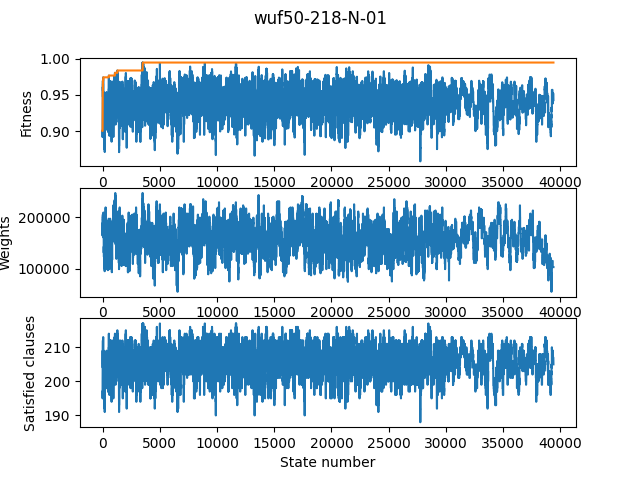 wuf50-218-N-01
1.00
0.95
0.90
Fitness
0 5000 10000 15000 20000 25000 30000 35000 40000
200000
100000
Weights
0 5000 10000 15000 20000 25000 30000 35000 40000
210
200
190
Satisfied clauses
0 5000 10000 15000 20000 25000 30000 35000 40000
State number